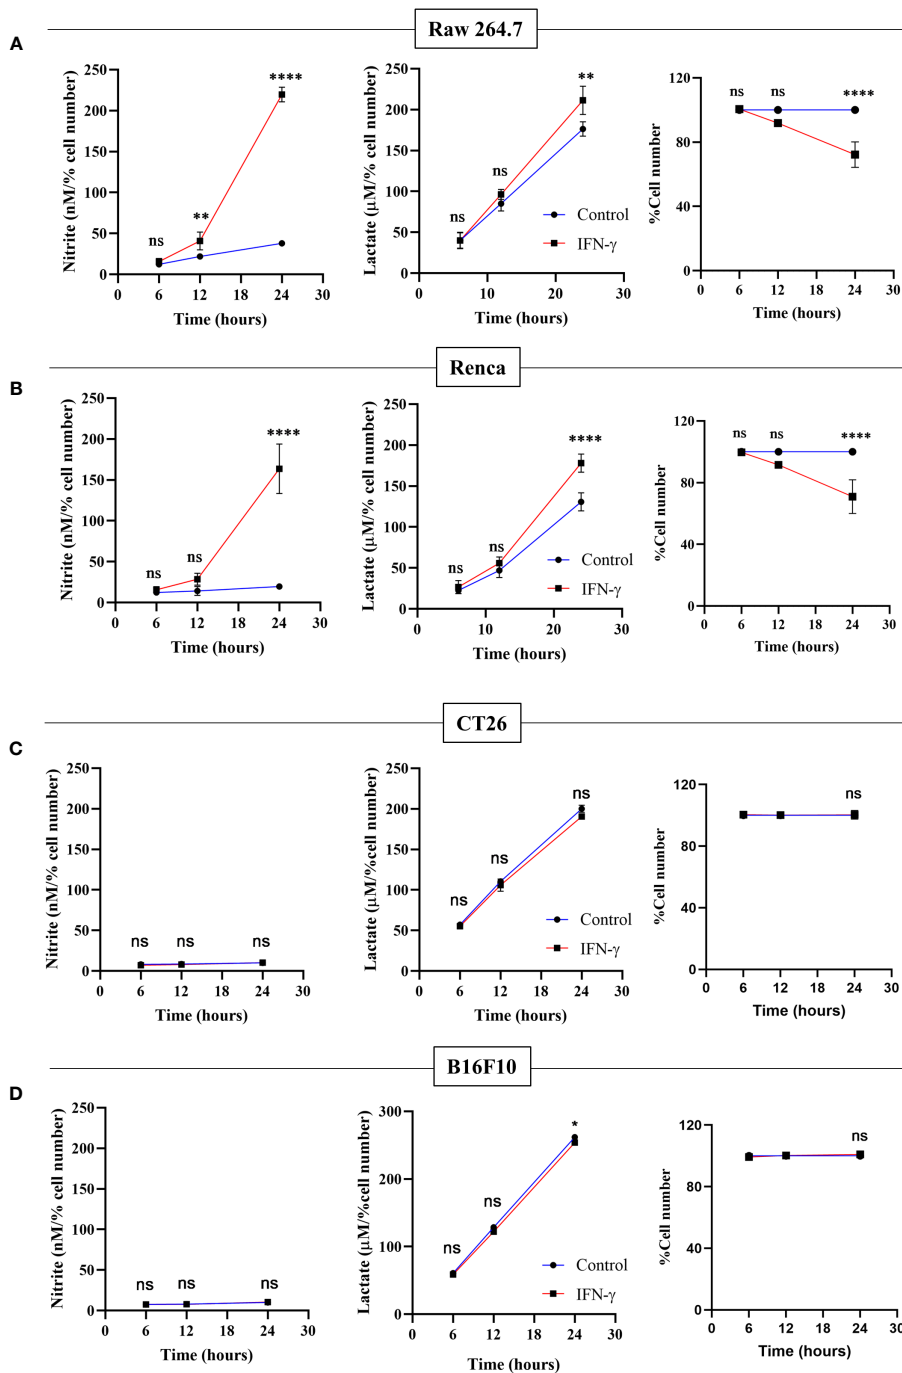 Raw 264.7
A
Nitrite (nM/% cell number)
250
200
150
100
50
0
ns
**
****
0 6 12 18 24 30
Time (hours)
Lactate (μM/% cell number)
250
200
150
100
50
0
ns
ns
**
Control
IFN-γ
0 6 12 18 24 30
Time (hours)
%Cell number
120
80
40
0
ns
ns
****
0 6 12 18 24 30
Time (hours)
Renca
B
Nitrite (nM/% cell number)
250
200
150
100
50
0
ns
ns
****
0 6 12 18 24 30
Time (hours)
Lactate (μM/% cell number)
250
200
150
100
50
0
ns
ns
****
Control
IFN-γ
0 6 12 18 24 30
Time (hours)
%Cell number
120
80
40
0
ns
ns
****
0 6 12 18 24 30
Time (hours)
CT26
C
Nitrite (nM/% cell number)
250
200
150
100
50
0
ns
ns
ns
0 6 12 18 24 30
Time (hours)
Lactate (μM/%cell number)
250
200
150
100
50
0
ns
ns
ns
Control
IFN-γ
0 6 12 18 24 30
Time (hours)
%Cell number
120
80
40
0
ns
0 6 12 18 24 30
Time (hours)
B16F10
D
Nitrite (nM/% cell number)
250
200
150
100
50
0
ns
ns
ns
0 6 12 18 24 30
Time (hours)
Lactate (μM/%cell number)
300
200
100
0
ns
ns
*
Control
IFN-γ
0 6 12 18 24 30
Time (hours)
%Cell number
120
80
40
0
ns
0 6 12 18 24 30
Time (hours)